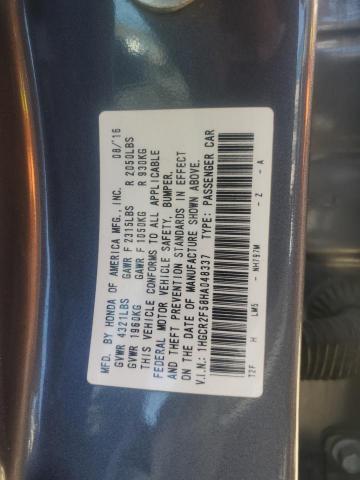 MFD. BY HONDA OF AMERICA MFG., INC. 08/'16
GVWR 4321LBS GAWR F 2315LBS R 2050LBS
GVWR 1960KG GAWR F 1050KG R 930KG
THIS VEHICLE CONFORMS TO ALL APPLICABLE
FEDERAL MOTOR VEHICLE SAFETY, BUMPER,
AND THEFT PREVENTION STANDARDS IN EFFECT
ON THE DATE OF MANUFACTURE SHOWN ABOVE.
V.I.N.: 1HGCR2F58HA048337 TYPE: PASSENGER CAR
T2F H LM5 - NH797M - Z - A